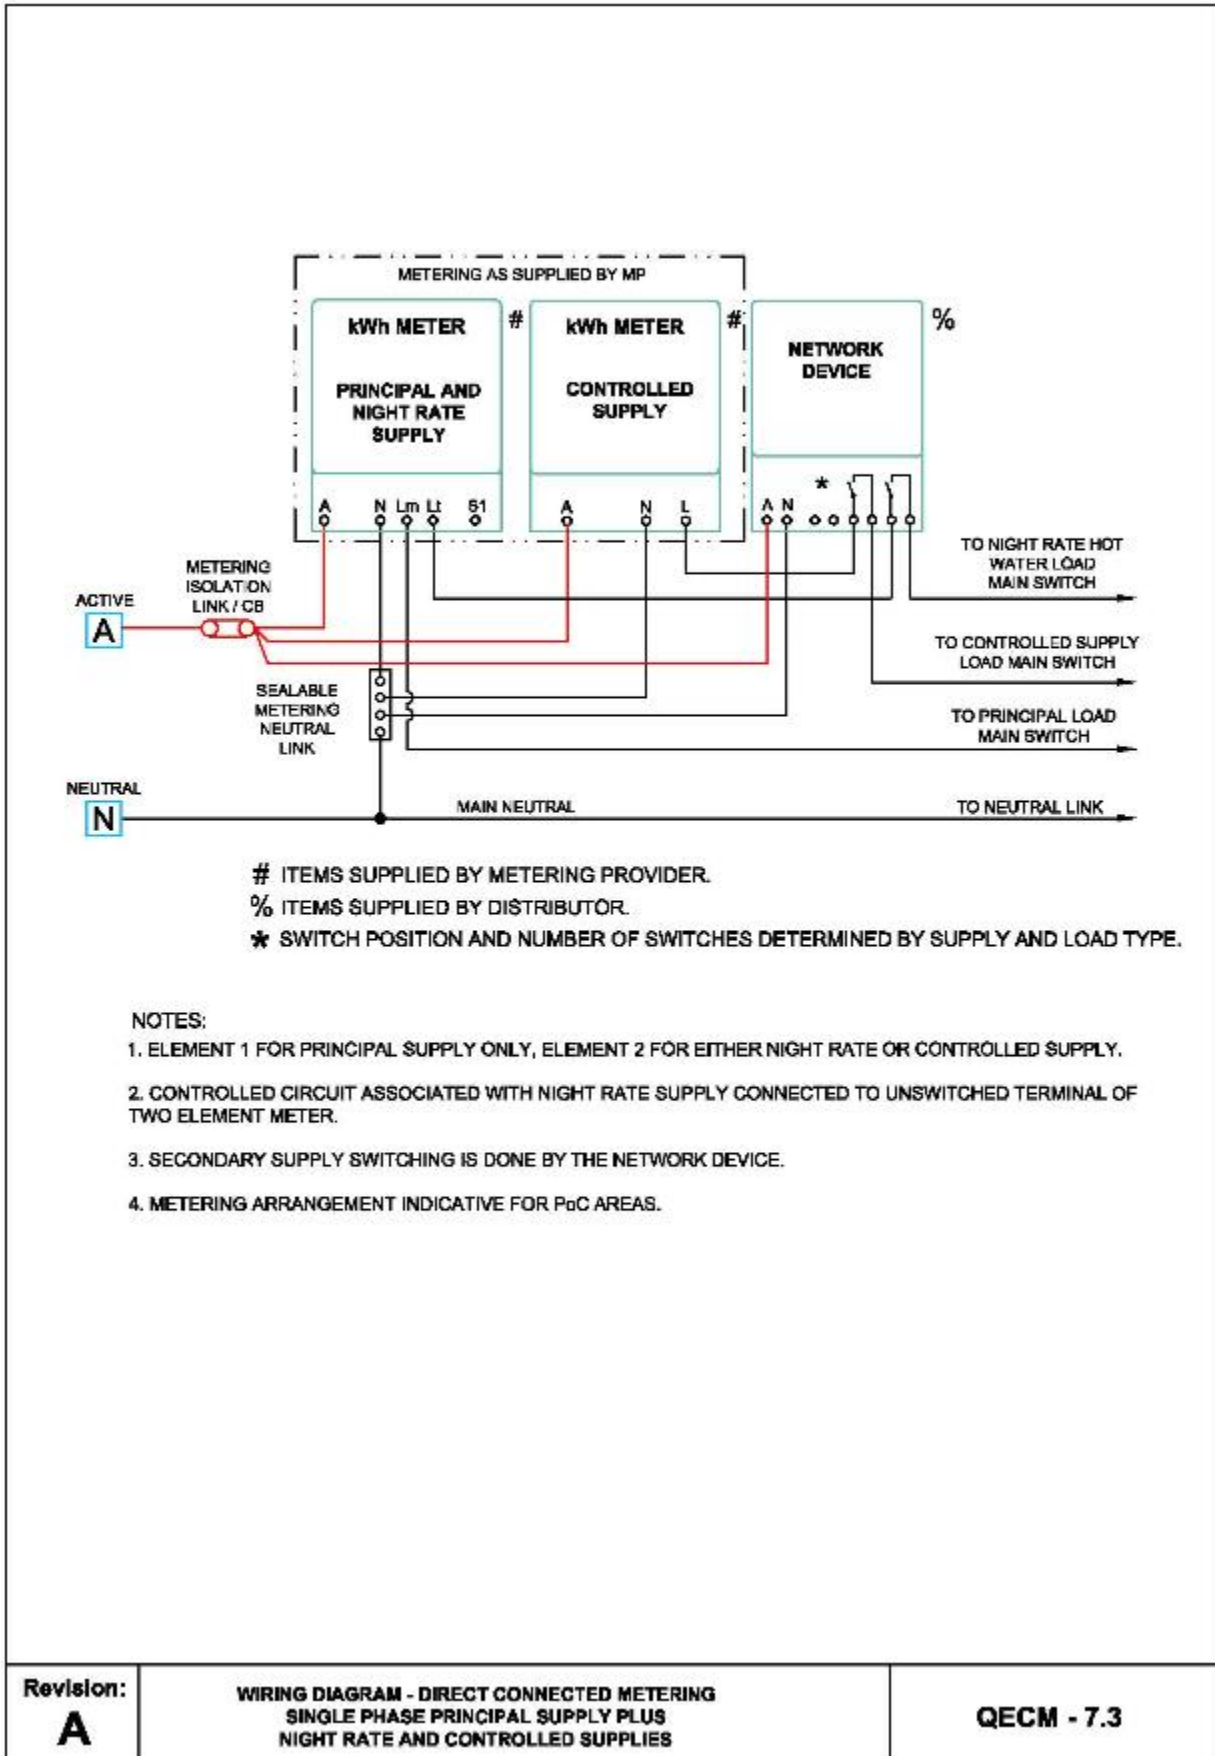 METERING AS SUPPLIED BY MP
kWh METER
#
kWh METER
#
%
NETWORK
DEVICE
PRINCIPAL AND
NIGHT RATE
SUPPLY
CONTROLLED
SUPPLY
*
A N Lm Lt S1
A N L
A N
METERING
ISOLATION
LINK / CB
ACTIVE
A
TO NIGHT RATE HOT
WATER LOAD
MAIN SWITCH
TO CONTROLLED SUPPLY
LOAD MAIN SWITCH
SEALABLE
METERING
NEUTRAL
LINK
TO PRINCIPAL LOAD
MAIN SWITCH
NEUTRAL
N
MAIN NEUTRAL
TO NEUTRAL LINK
# ITEMS SUPPLIED BY METERING PROVIDER.
% ITEMS SUPPLIED BY DISTRIBUTOR.
* SWITCH POSITION AND NUMBER OF SWITCHES DETERMINED BY SUPPLY AND LOAD TYPE.
NOTES:
1. ELEMENT 1 FOR PRINCIPAL SUPPLY ONLY, ELEMENT 2 FOR EITHER NIGHT RATE OR CONTROLLED SUPPLY.
2. CONTROLLED CIRCUIT ASSOCIATED WITH NIGHT RATE SUPPLY CONNECTED TO UNSWITCHED TERMINAL OF
TWO ELEMENT METER.
3. SECONDARY SUPPLY SWITCHING IS DONE BY THE NETWORK DEVICE.
4. METERING ARRANGEMENT INDICATIVE FOR PoC AREAS.
Revision:
A
WIRING DIAGRAM - DIRECT CONNECTED METERING
SINGLE PHASE PRINCIPAL SUPPLY PLUS
NIGHT RATE AND CONTROLLED SUPPLIES
QECM - 7.3